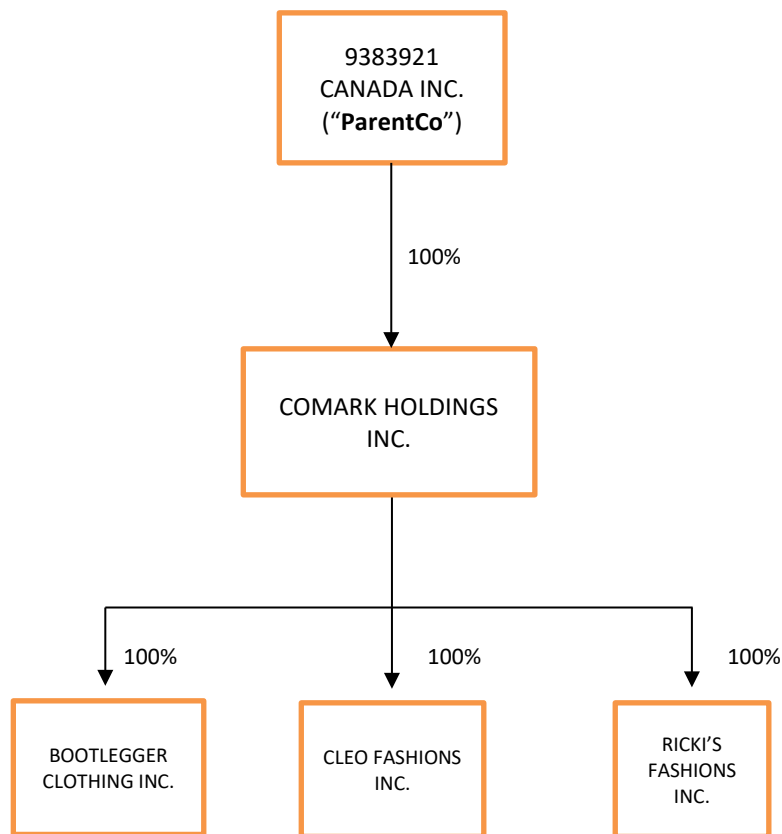 9383921
CANADA INC.
(“ParentCo”)
100%
COMARK HOLDINGS
INC.
100%
100%
100%
BOOTLEGGER
CLOTHING INC.
CLEO FASHIONS
INC.
RICKI’S
FASHIONS
INC.